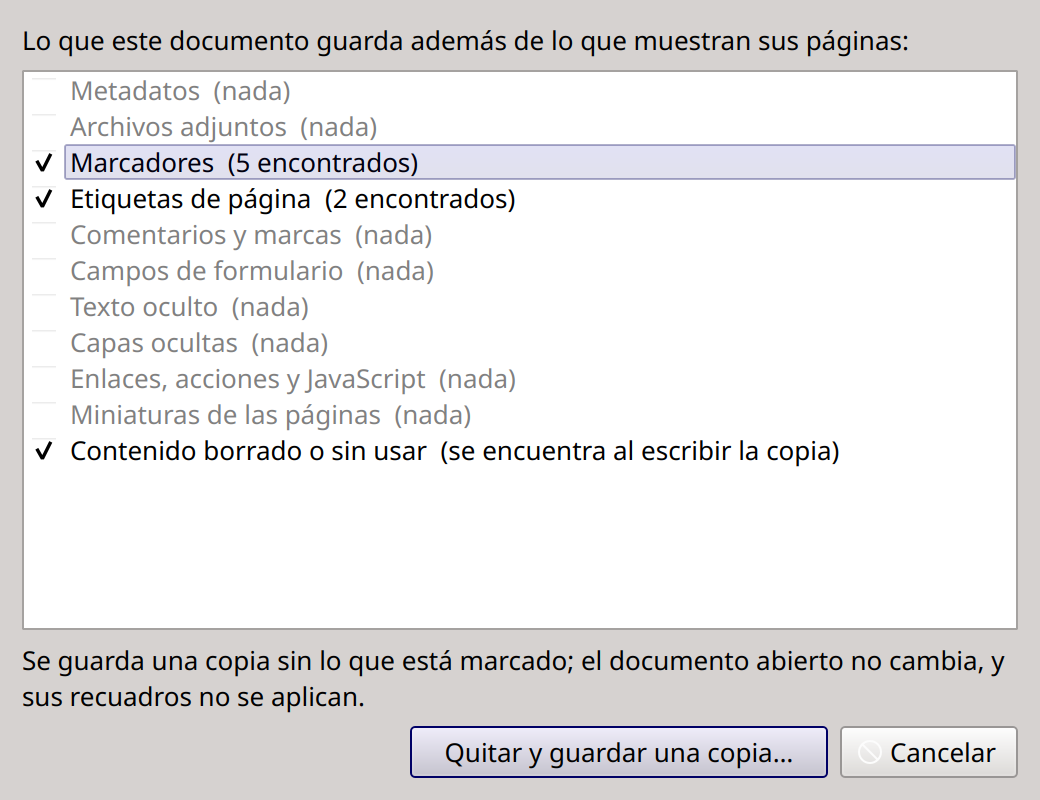 Lo que este documento guarda además de lo que muestran sus páginas:
Metadatos (nada)
Archivos adjuntos (nada)
Marcadores (5 encontrados)
Etiquetas de página (2 encontrados)
Comentarios y marcas (nada)
Campos de formulario (nada)
Texto oculto (nada)
Capas ocultas (nada)
Enlaces, acciones y JavaScript (nada)
Miniaturas de las páginas (nada)
Contenido borrado o sin usar (se encuentra al escribir la copia)
Se guarda una copia sin lo que está marcado; el documento abierto no cambia, y
sus recuadros no se aplican.
Quitar y guardar una copia...
Cancelar